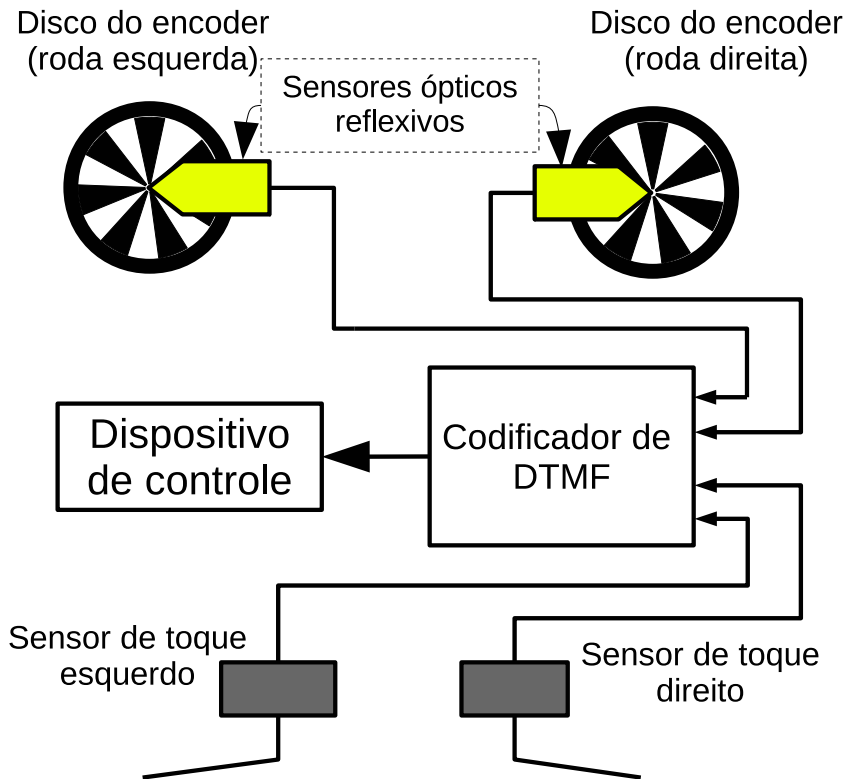 Disco do encoder
(roda esquerda)
Disco do encoder
(roda direita)
Sensores ópticos
reflexivos
Dispositivo
de controle
Codificador de
DTMF
Sensor de toque
esquerdo
Sensor de toque
direito